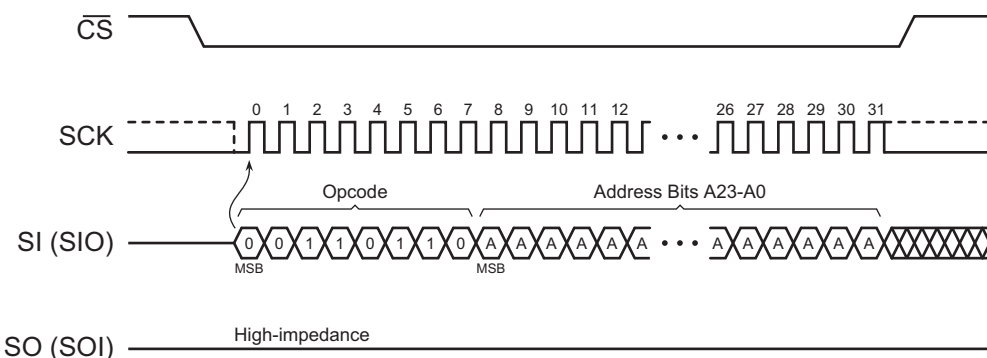 CS
0 1 2 3 4 5 6 7 8 9 10 11 12 26 27 28 29 30 31
SCK
Opcode Address Bits A23-A0
SI (SIO) 0 0 1 1 0 1 1 0 A A A A A A A A A A A A
MSB MSB
High-impedance
SO (SOI)